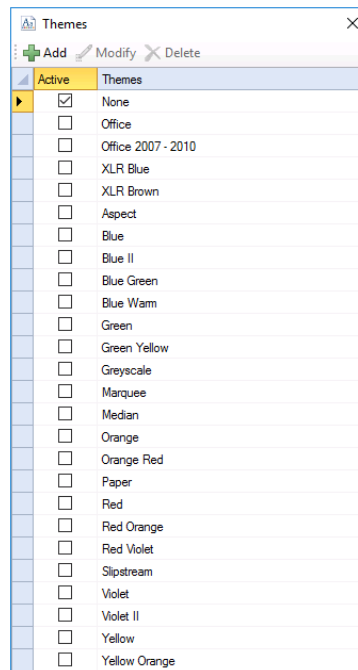 Themes
Add Modify Delete
Active Themes
None
Office
Office 2007 - 2010
XLR Blue
XLR Brown
Aspect
Blue
Blue II
Blue Green
Blue Warm
Green
Green Yellow
Greyscale
Marquee
Median
Orange
Orange Red
Paper
Red
Red Orange
Red Violet
Slipstream
Violet
Violet II
Yellow
Yellow Orange